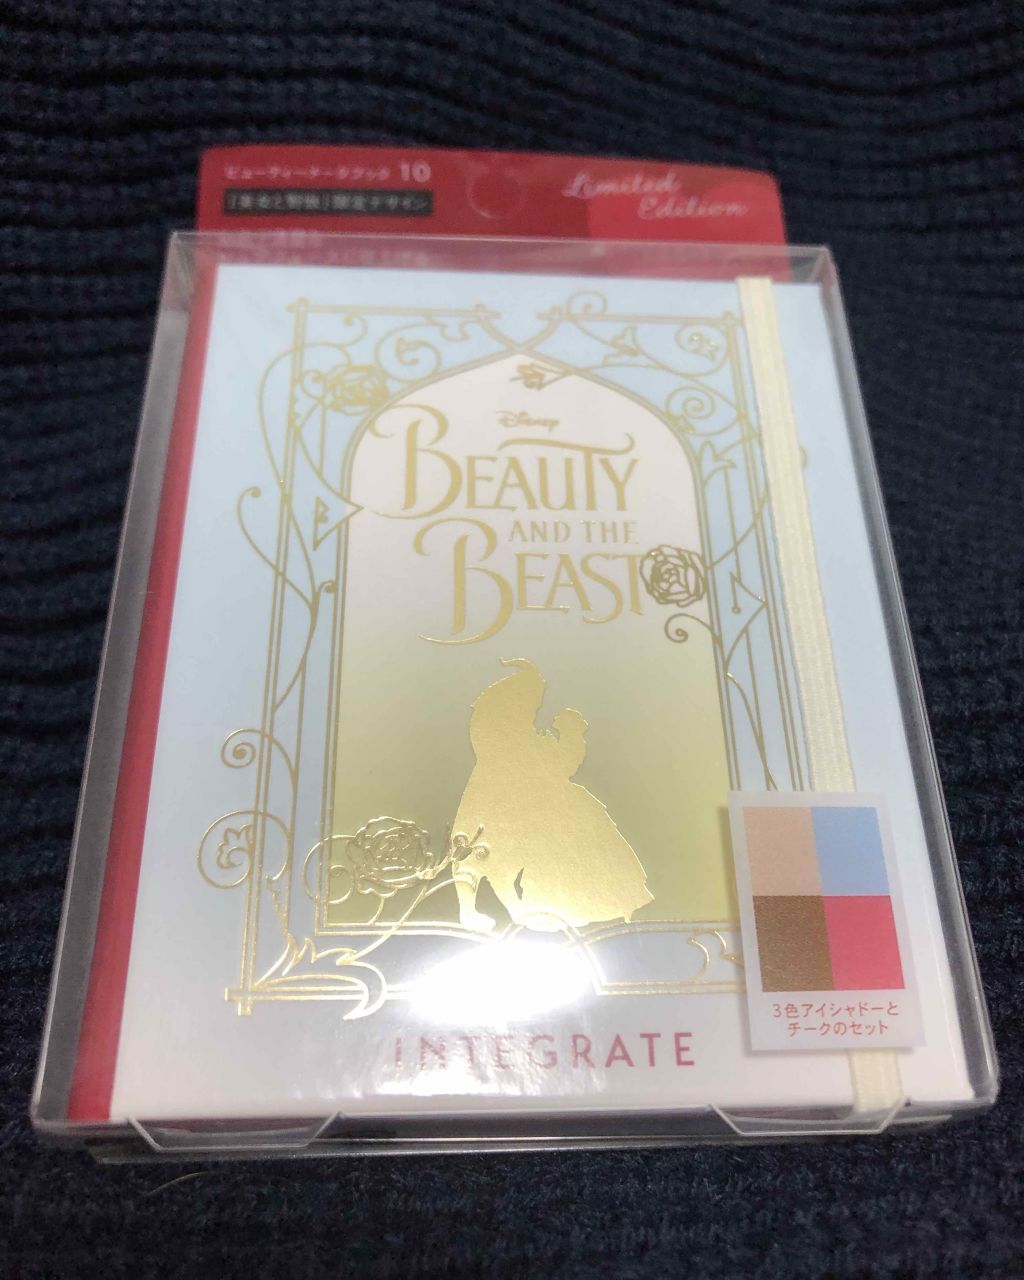 ビューティーデータブック 10
「美女と野獣」限定デザイン
Limited
Edition
Disney
BEAUTY
AND THE
BEAST
3色アイシャドーと
チークのセット
INTEGRATE